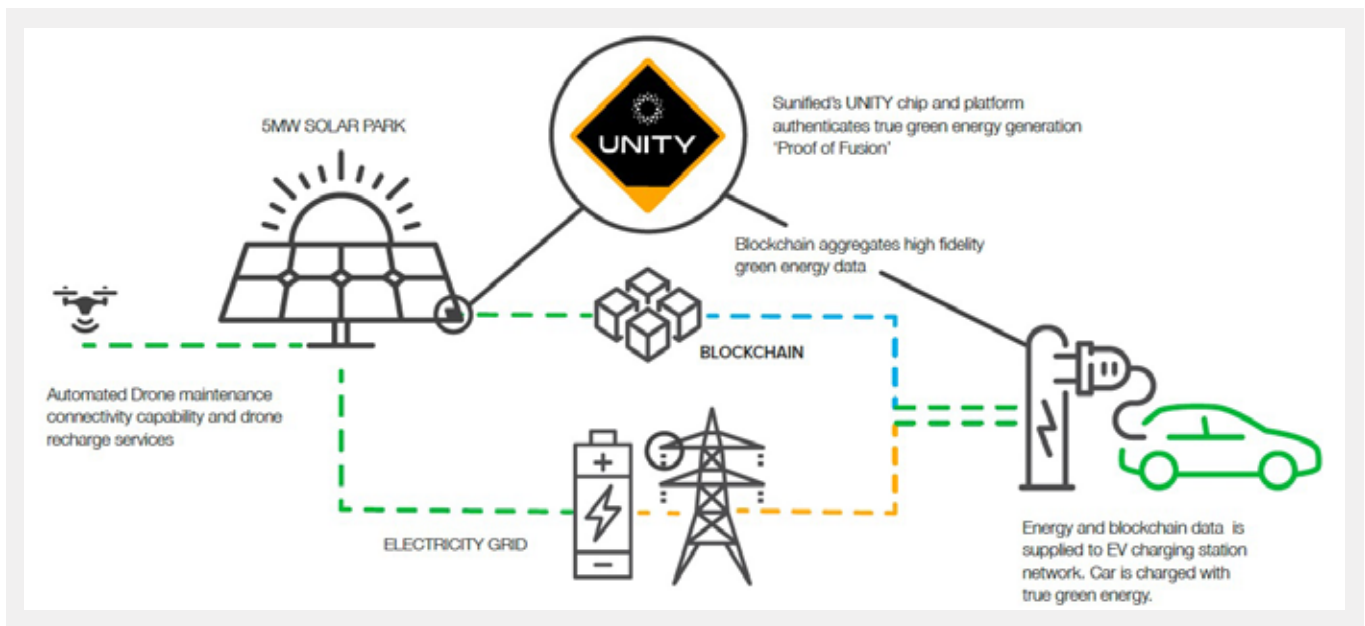 5MW SOLAR PARK
UNITY
Sunified's UNITY chip and platform
authenticates true green energy generation
'Proof of Fusion'
Blockchain aggregates high fidelity
green energy data
BLOCKCHAIN
Automated Drone maintenance
connectivity capability and drone
recharge services
ELECTRICITY GRID
Energy and blockchain data is
supplied to EV charging station
network. Car is charged with
true green energy.